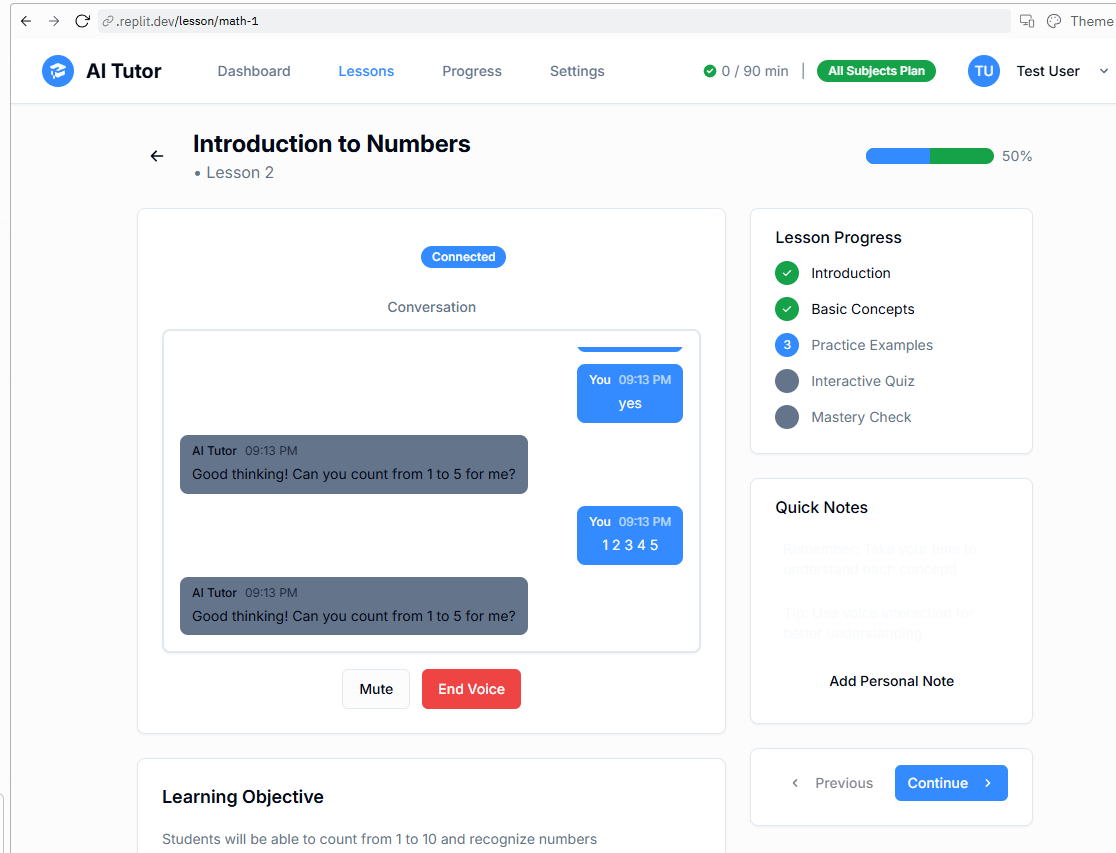 .replit.dev/lesson/math-1
Theme
AI Tutor
Dashboard
Lessons
Progress
Settings
0 / 90 min
|
All Subjects Plan
TU
Test User
Introduction to Numbers
• Lesson 2
50%
Connected
Conversation
You 09:13 PM
yes
AI Tutor 09:13 PM
Good thinking! Can you count from 1 to 5 for me?
You 09:13 PM
1 2 3 4 5
AI Tutor 09:13 PM
Good thinking! Can you count from 1 to 5 for me?
Mute
End Voice
Learning Objective
Students will be able to count from 1 to 10 and recognize numbers
Lesson Progress
Introduction
Basic Concepts
3 Practice Examples
Interactive Quiz
Mastery Check
Quick Notes
Remember: Take your time to
understand each concept!
Tip: Use voice interaction for
better understanding
Add Personal Note
Previous
Continue